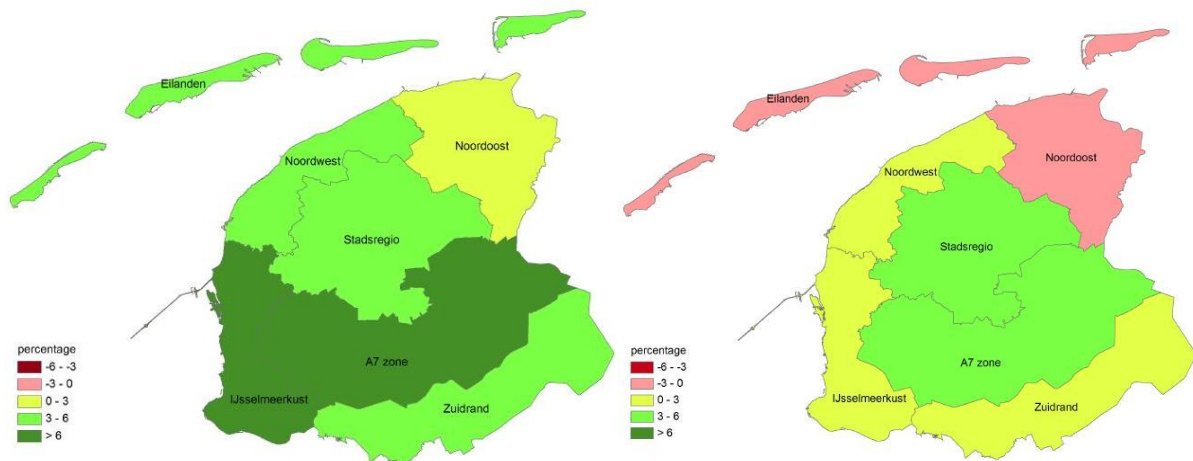 Eilanden
Noordoost
Noordwest
Stadsregio
A7 zone
IJsselmeerkust
Zuidrand
percentage
-6 - -3
-3 - 0
0 - 3
3 - 6
> 6
Eilanden
Noordoost
Noordwest
Stadsregio
A7 zone
IJsselmeerkust
Zuidrand
percentage
-6 - -3
-3 - 0
0 - 3
3 - 6
> 6